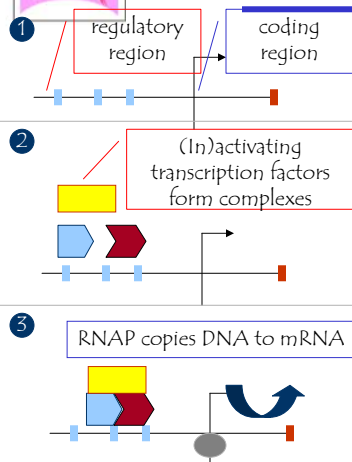 1
regulatory
region
coding
region
2
(In)activating
transcription factors
form complexes
3
RNAP copies DNA to mRNA